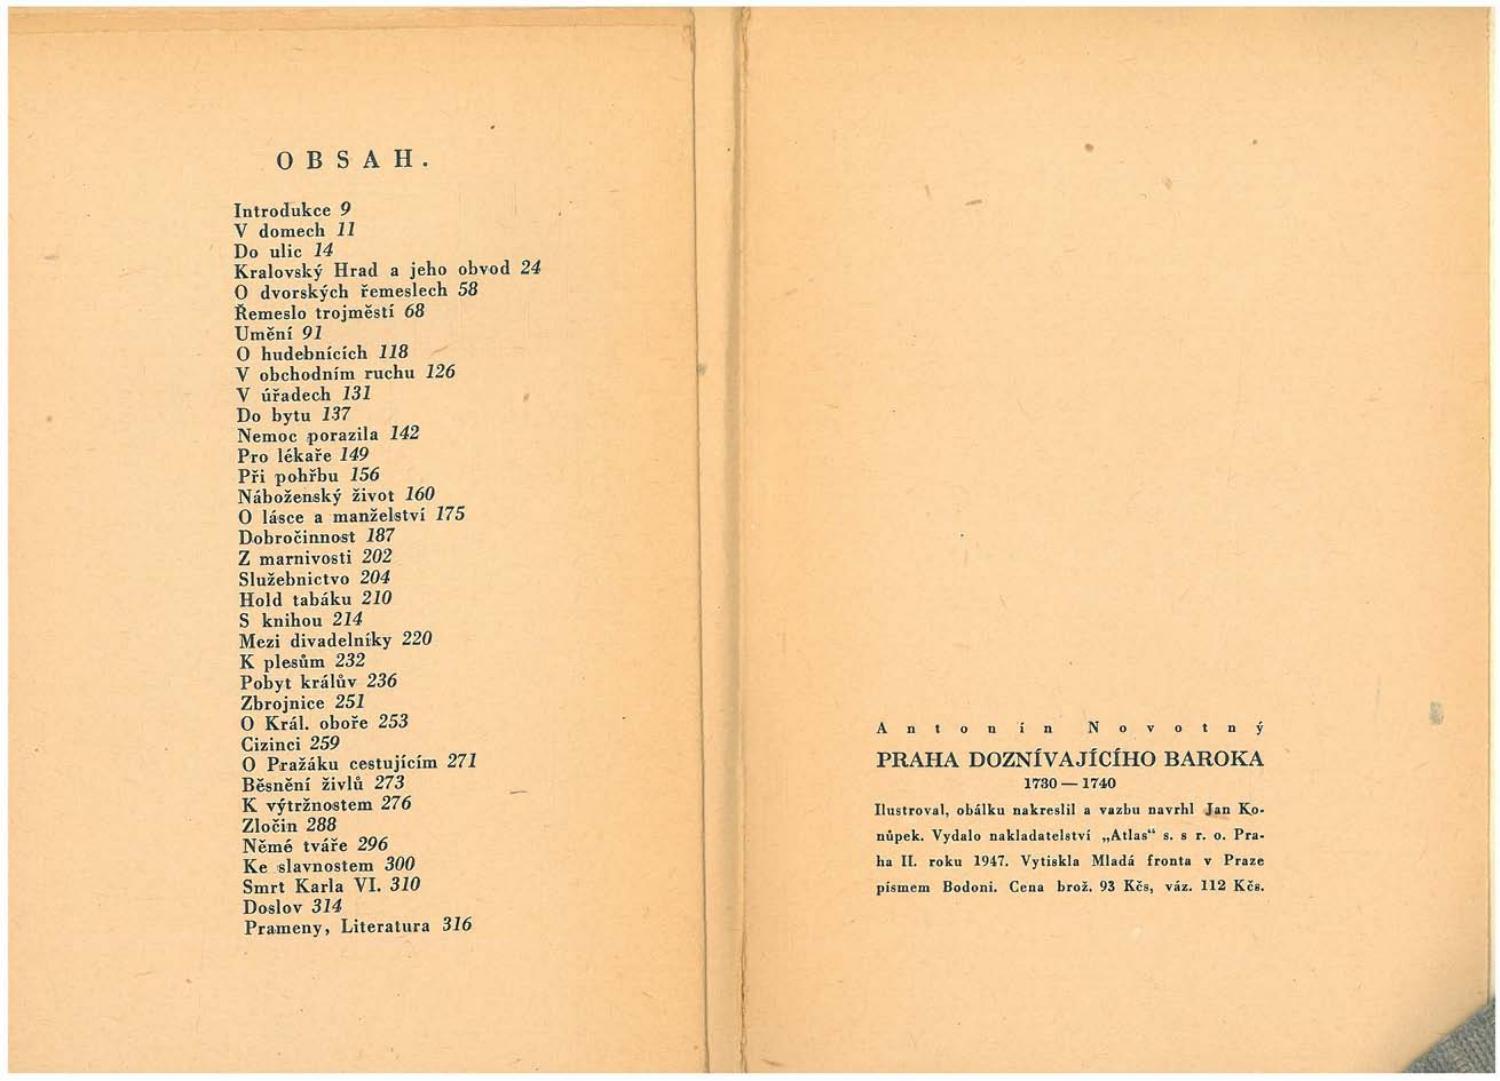 OBSAH.
Introdukce 9
V domech 11
Do ulic 14
Kralovský Hrad a jeho obvod 24
O dvorských řemeslech 58
Řemeslo trojměstí 68
Umění 91
O hudebnících 118
V obchodním ruchu 126
V úřadech 131
Do bytu 137
Nemoc porazila 142
Pro lékaře 149
Při pohřbu 156
Náboženský život 160
O lásce a manželství 175
Dobročinnost 187
Z marnivosti 202
Služebnictvo 204
Hold tabáku 210
S knihou 214
Mezi divadelníky 220
K plesům 232
Pobyt králův 236
Zbrojnice 251
O Král. oboře 253
Cizinci 259
O Pražáku cestujícím 271
Běsnění živlů 273
K výtržnostem 276
Zločin 288
Němé tváře 296
Ke slavnostem 300
Smrt Karla VI. 310
Doslov 314
Prameny, Literatura 316
Antonín Novotný
PRAHA DOZNÍVAJÍCÍHO BAROKA
1730 — 1740
Ilustroval, obálku nakreslil a vazbu navrhl Jan Ko-
nůpek. Vydalo nakladatelství „Atlas“ s. s r. o. Pra-
ha II. roku 1947. Vytiskla Mladá fronta v Praze
písmem Bodoni. Cena brož. 93 Kčs, váz. 112 Kčs.